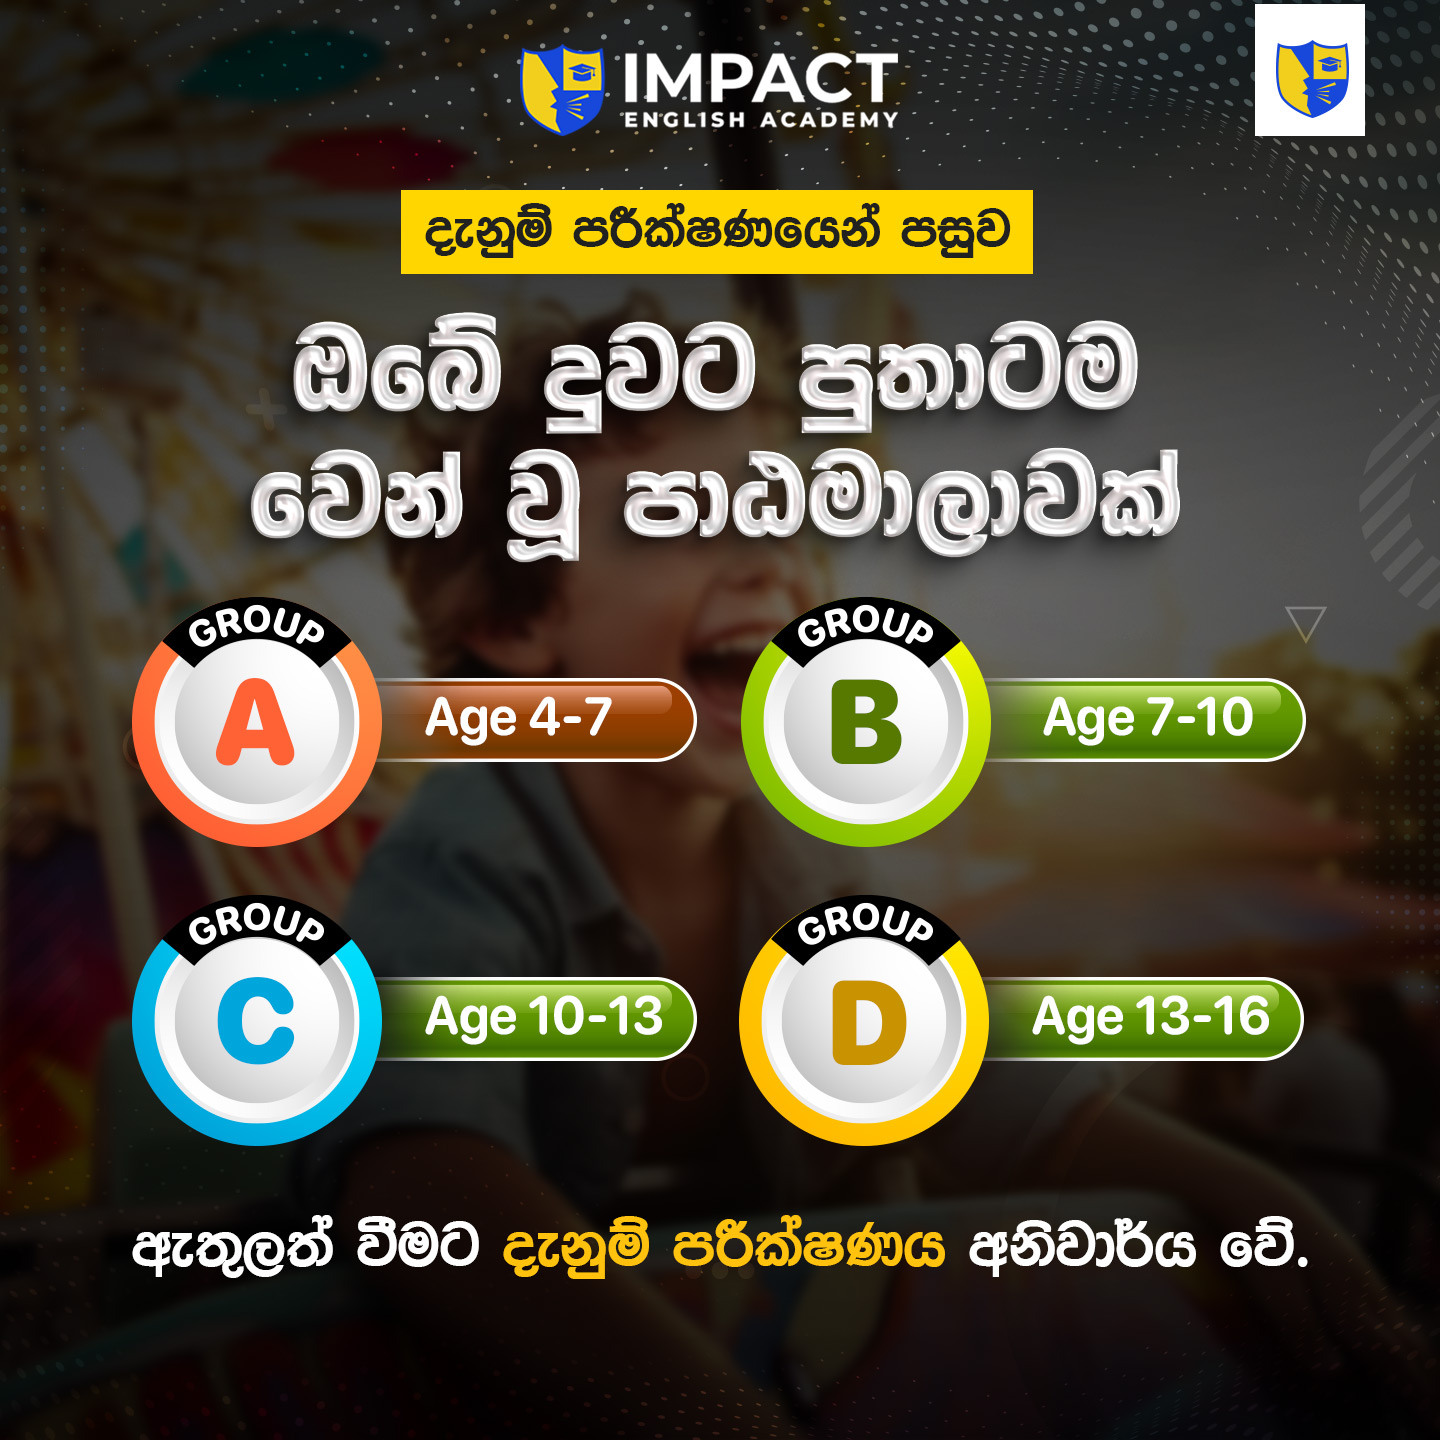 IMPACT
ENGLISH ACADEMY
දැනුම් පරීක්ෂණයෙන් පසුව
ඔබේ දුවට පුතාටම
වෙන් වූ පාඨමාලාවක්
GROUP
A
Age 4-7
GROUP
B
Age 7-10
GROUP
C
Age 10-13
GROUP
D
Age 13-16
ඇතුලත් වීමට දැනුම් පරීක්ෂණය අනිවාර්ය වේ.